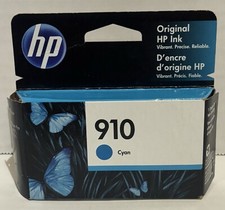 hp
Original
HP Ink
Vibrant. Precise. Reliable.
D'encre
d'origine HP
Vibrant. Précis. Fiable.
910
Cyan